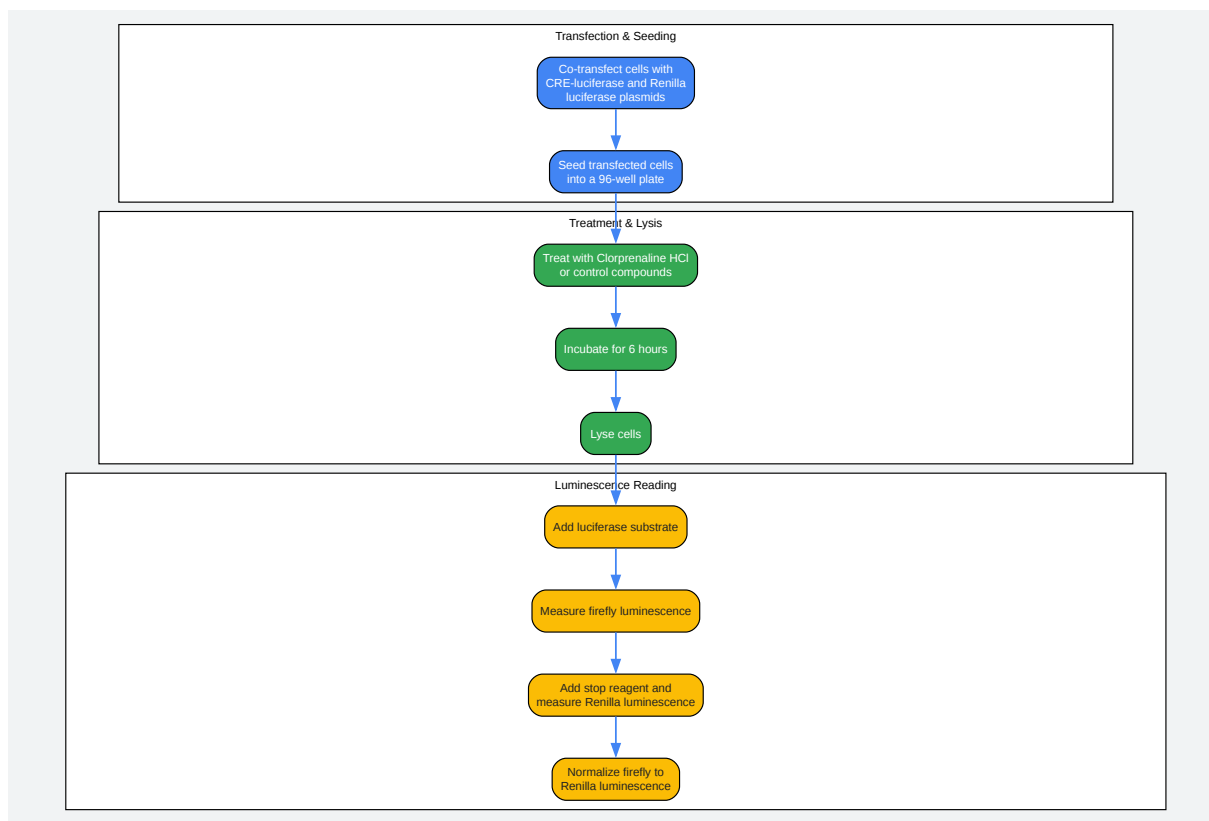 Transfection & Seeding
Co-transfect cells with
CRE-luciferase and Renilla
luciferase plasmids
Seed transfected cells
into a 96-well plate
Treatment & Lysis
Treat with Clorprenaline HCl
or control compounds
Incubate for 6 hours
Lyse cells
Luminescence Reading
Add luciferase substrate
Measure firefly luminescence
Add stop reagent and
measure Renilla luminescence
Normalize firefly to
Renilla luminescence